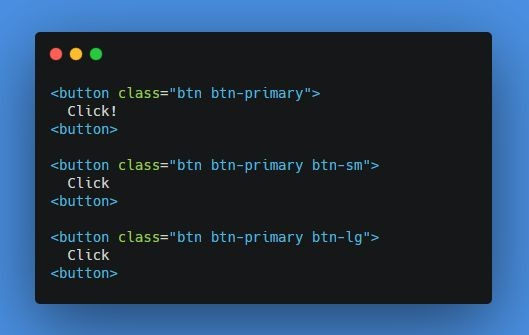 <button class="btn btn-primary">
  Click!
<button>

<button class="btn btn-primary btn-sm">
  Click
<button>

<button class="btn btn-primary btn-lg">
  Click
<button>